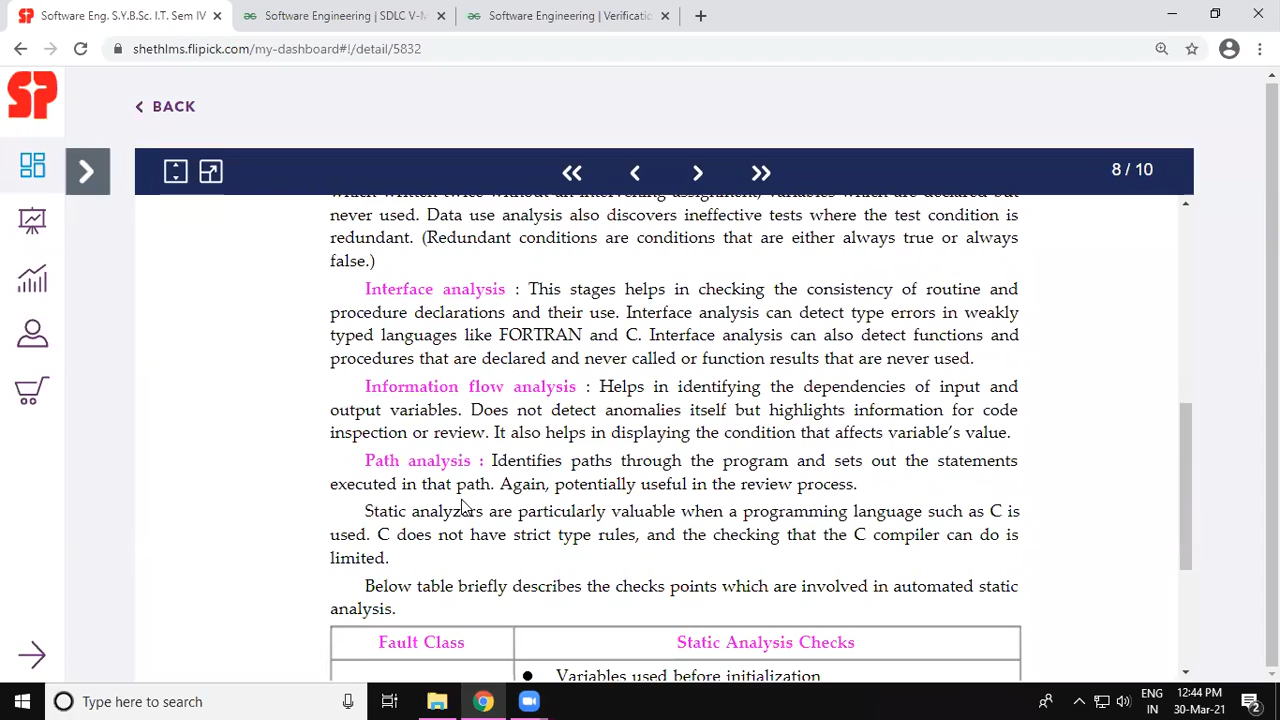 Software Eng. S.Y.B.Sc. I.T. Sem IV
Software Engineering | SDLC V-M
Software Engineering | Verificatio
shethlms.flipick.com/my-dashboard#!/detail/5832
SP
BACK
8 / 10
never used. Data use analysis also discovers ineffective tests where the test condition is
redundant. (Redundant conditions are conditions that are either always true or always
false.)
Interface analysis : This stages helps in checking the consistency of routine and
procedure declarations and their use. Interface analysis can detect type errors in weakly
typed languages like FORTRAN and C. Interface analysis can also detect functions and
procedures that are declared and never called or function results that are never used.
Information flow analysis : Helps in identifying the dependencies of input and
output variables. Does not detect anomalies itself but highlights information for code
inspection or review. It also helps in displaying the condition that affects variable's value.
Path analysis : Identifies paths through the program and sets out the statements
executed in that path. Again, potentially useful in the review process.
Static analyzers are particularly valuable when a programming language such as C is
used. C does not have strict type rules, and the checking that the C compiler can do is
limited.
Below table briefly describes the checks points which are involved in automated static
analysis.
Fault Class
Static Analysis Checks
● Variables used before initialization
Type here to search
ENG
IN
12:44 PM
30-Mar-21
2